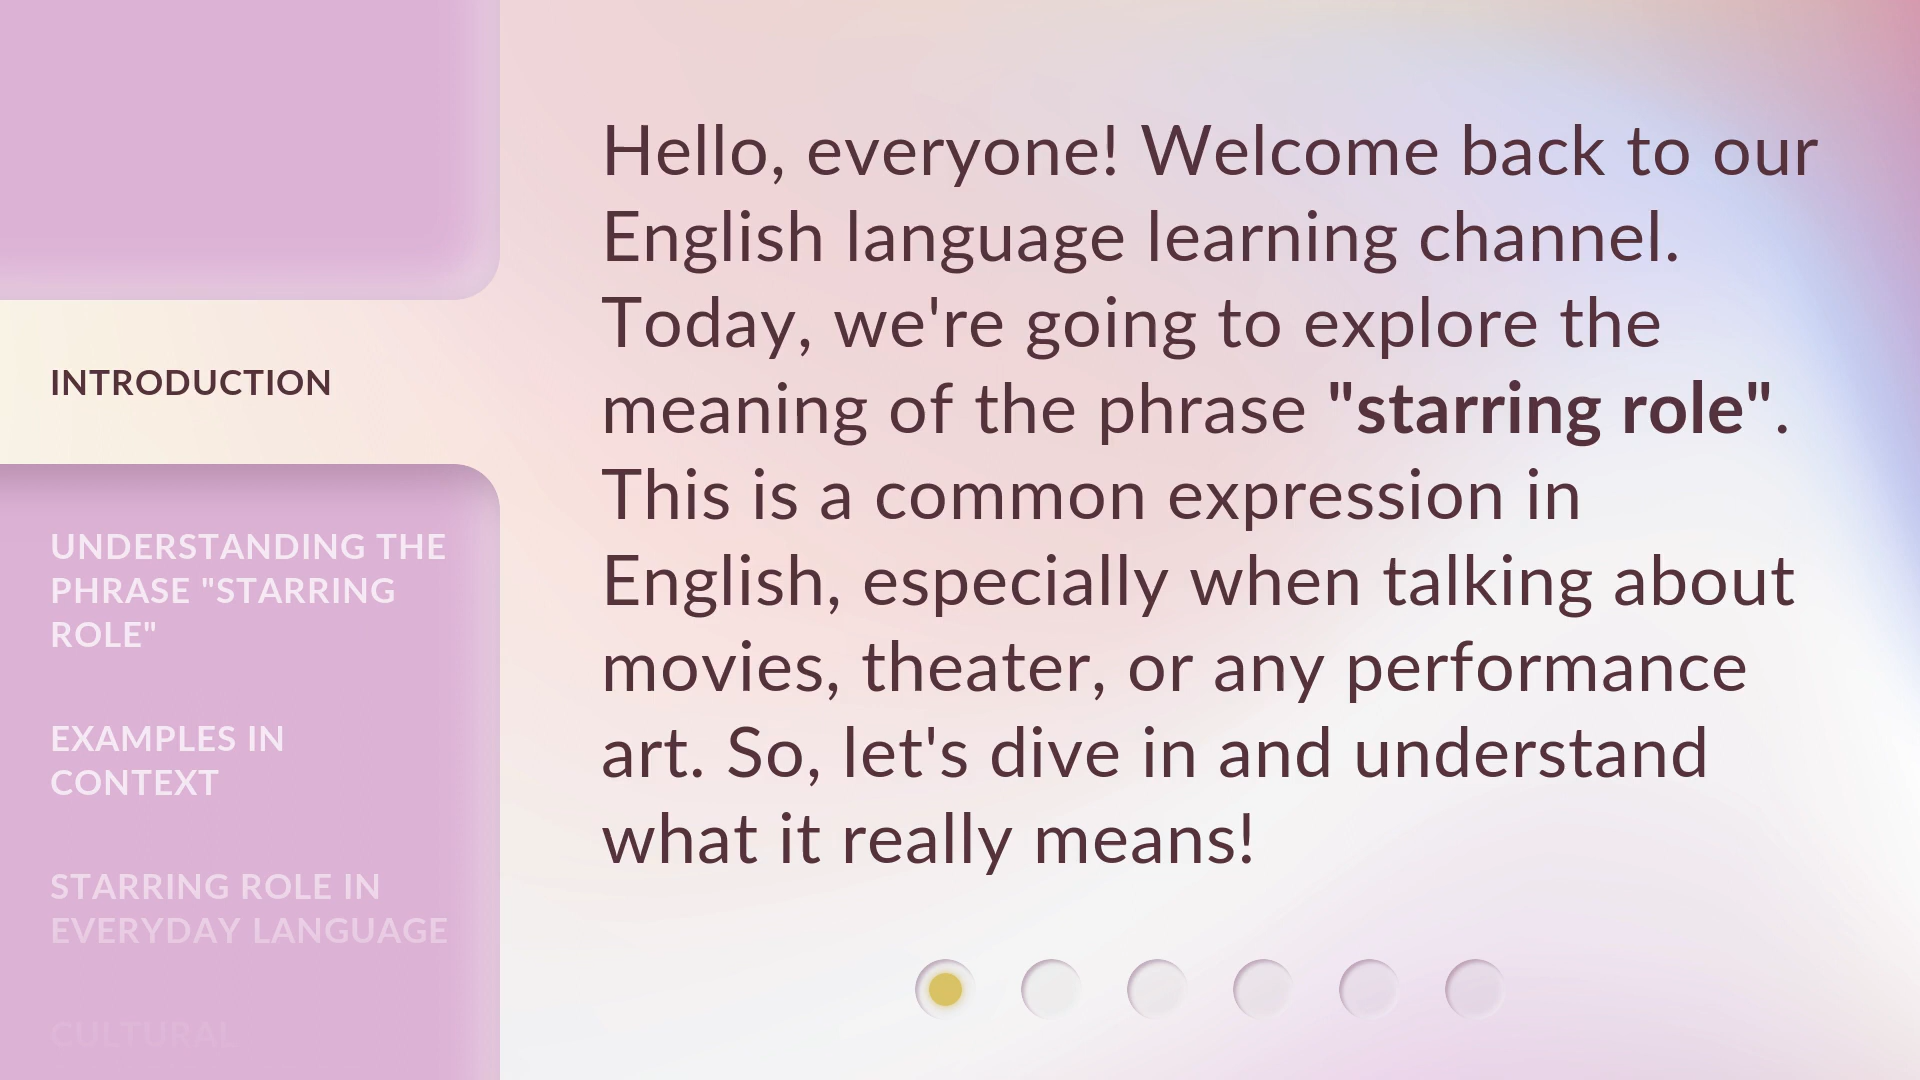 INTRODUCTION
UNDERSTANDING THE
PHRASE "STARRING
ROLE"
EXAMPLES IN
CONTEXT
STARRING ROLE IN
EVERYDAY LANGUAGE
CULTURAL
Hello, everyone! Welcome back to our
English language learning channel.
Today, we're going to explore the
meaning of the phrase "starring role".
This is a common expression in
English, especially when talking about
movies, theater, or any performance
art. So, let's dive in and understand
what it really means!